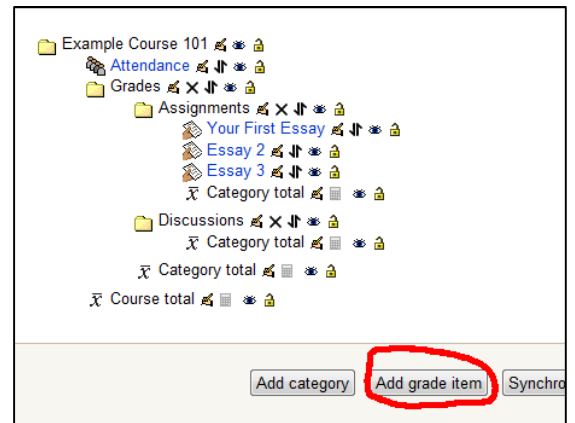 Example Course 101
Attendance
Grades
Assignments
Your First Essay
Essay 2
Essay 3
x̅ Category total
Discussions
x̅ Category total
x̅ Category total
x̅ Course total
Add category Add grade item Synchro